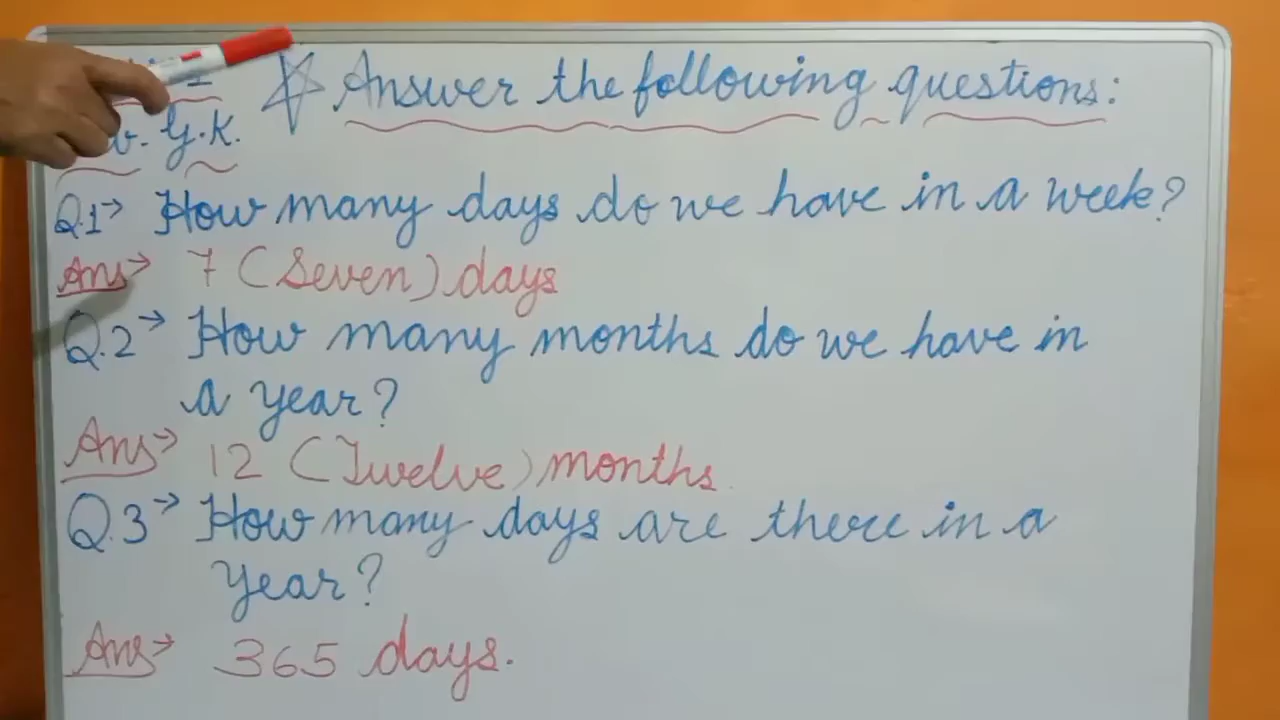 ☆ Answer the following questions:
G.K.
Q.1→ How many days do we have in a week?
Ans→ 7 (Seven) days
Q.2→ How many months do we have in
a year?
Ans→ 12 (Twelve) months.
Q.3→ How many days are there in a
year?
Ans→ 365 days.